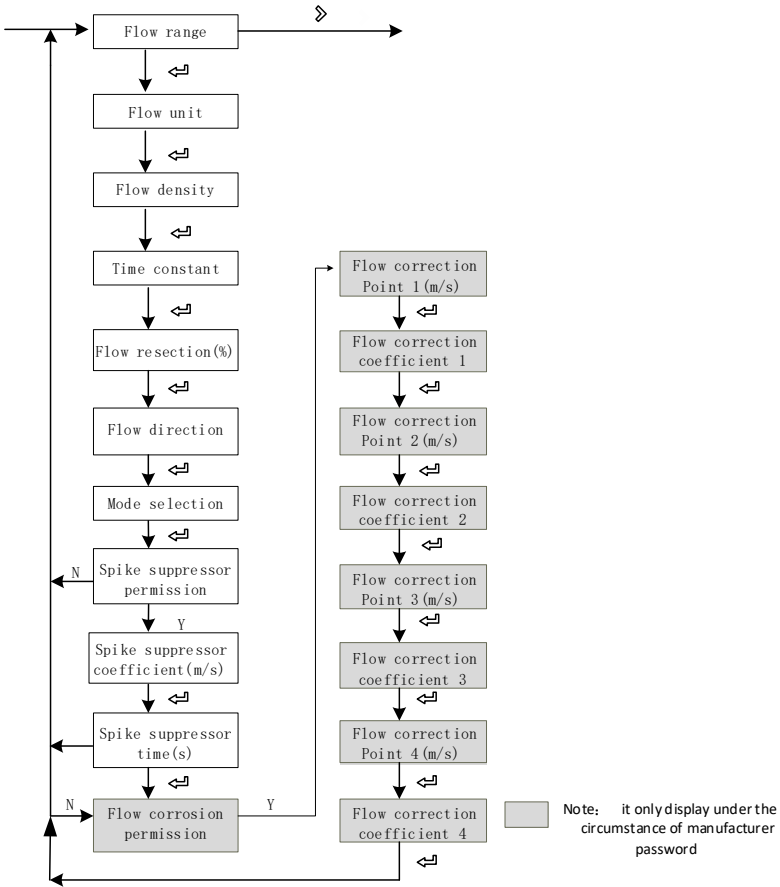 Flow range
Flow unit
Flow density
Time constant
Flow resection(%)
Flow direction
Mode selection
N
Spike suppressor
permission
Y
Spike suppressor
coefficient(m/s)
Spike suppressor
time(s)
N
Flow corrosion
permission
Y
Flow correction
Point 1(m/s)
Flow correction
coefficient 1
Flow correction
Point 2(m/s)
Flow correction
coefficient 2
Flow correction
Point 3(m/s)
Flow correction
coefficient 3
Flow correction
Point 4(m/s)
Flow correction
coefficient 4
Note： it only display under the
circumstance of manufacturer
password